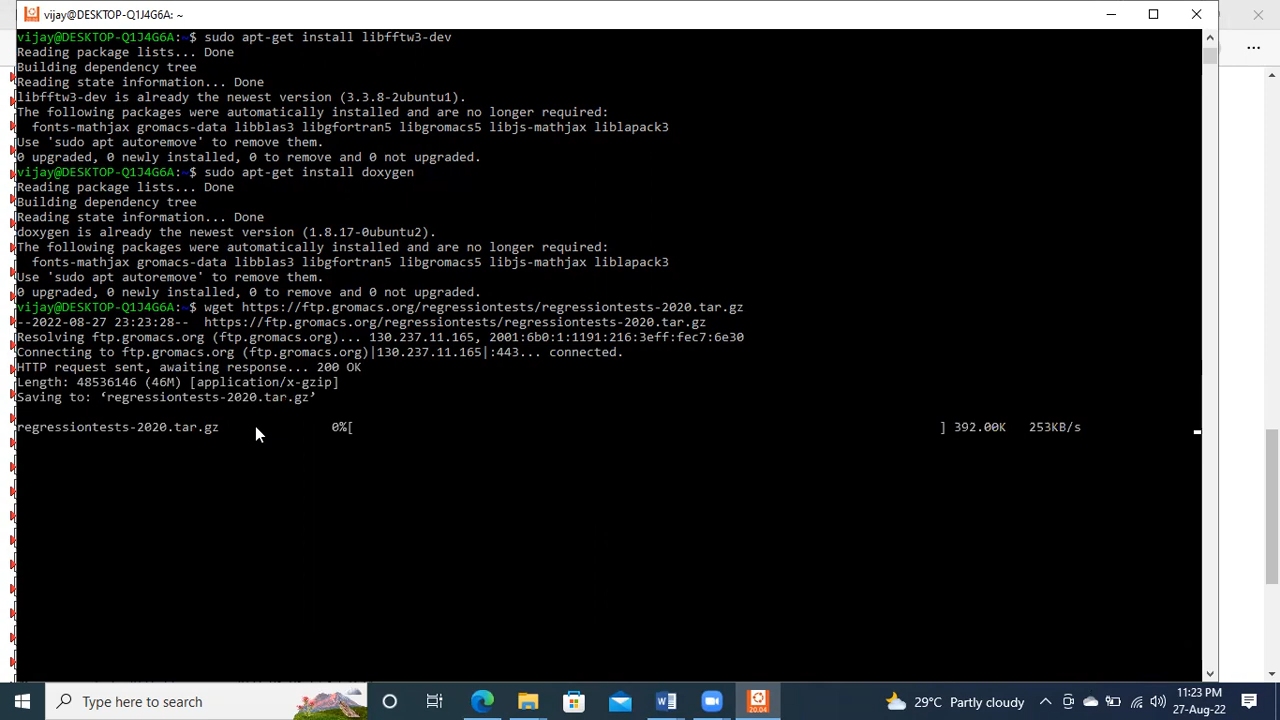 vijay@DESKTOP-Q1J4G6A: ~
vijay@DESKTOP-Q1J4G6A:~$ sudo apt-get install libfftw3-dev
Reading package lists... Done
Building dependency tree
Reading state information... Done
libfftw3-dev is already the newest version (3.3.8-2ubuntu1).
The following packages were automatically installed and are no longer required:
  fonts-mathjax gromacs-data libblas3 libgfortran5 libgromacs5 libjs-mathjax liblapack3
Use 'sudo apt autoremove' to remove them.
0 upgraded, 0 newly installed, 0 to remove and 0 not upgraded.
vijay@DESKTOP-Q1J4G6A:~$ sudo apt-get install doxygen
Reading package lists... Done
Building dependency tree
Reading state information... Done
doxygen is already the newest version (1.8.17-0ubuntu2).
The following packages were automatically installed and are no longer required:
  fonts-mathjax gromacs-data libblas3 libgfortran5 libgromacs5 libjs-mathjax liblapack3
Use 'sudo apt autoremove' to remove them.
0 upgraded, 0 newly installed, 0 to remove and 0 not upgraded.
vijay@DESKTOP-Q1J4G6A:~$ wget https://ftp.gromacs.org/regressiontests/regressiontests-2020.tar.gz
--2022-08-27 23:23:28--  https://ftp.gromacs.org/regressiontests/regressiontests-2020.tar.gz
Resolving ftp.gromacs.org (ftp.gromacs.org)... 130.237.11.165, 2001:6b0:1:1191:216:3eff:fec7:6e30
Connecting to ftp.gromacs.org (ftp.gromacs.org)|130.237.11.165|:443... connected.
HTTP request sent, awaiting response... 200 OK
Length: 48536146 (46M) [application/x-gzip]
Saving to: ‘regressiontests-2020.tar.gz’
regressiontests-2020.tar.gz 0%[ ] 392.00K 253KB/s
Type here to search
29°C Partly cloudy
11:23 PM
27-Aug-22
20.04